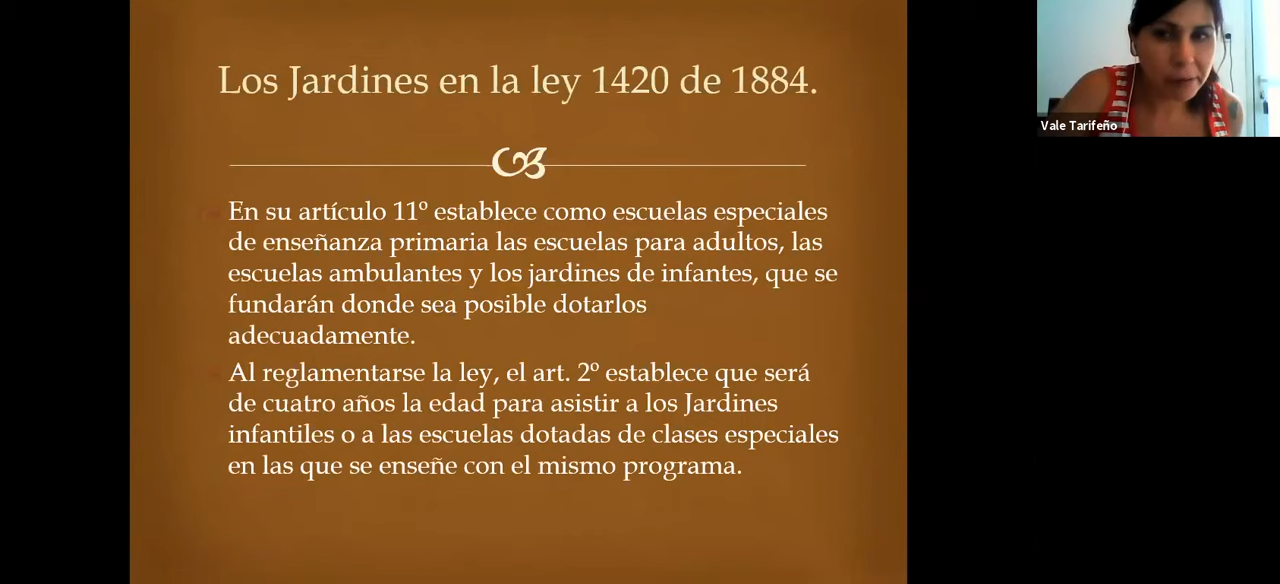 Los Jardines en la ley 1420 de 1884.
Vale Tarifeño
En su artículo 11º establece como escuelas especiales
de enseñanza primaria las escuelas para adultos, las
escuelas ambulantes y los jardines de infantes, que se
fundarán donde sea posible dotarlos
adecuadamente.
Al reglamentarse la ley, el art. 2º establece que será
de cuatro años la edad para asistir a los Jardines
infantiles o a las escuelas dotadas de clases especiales
en las que se enseñe con el mismo programa.